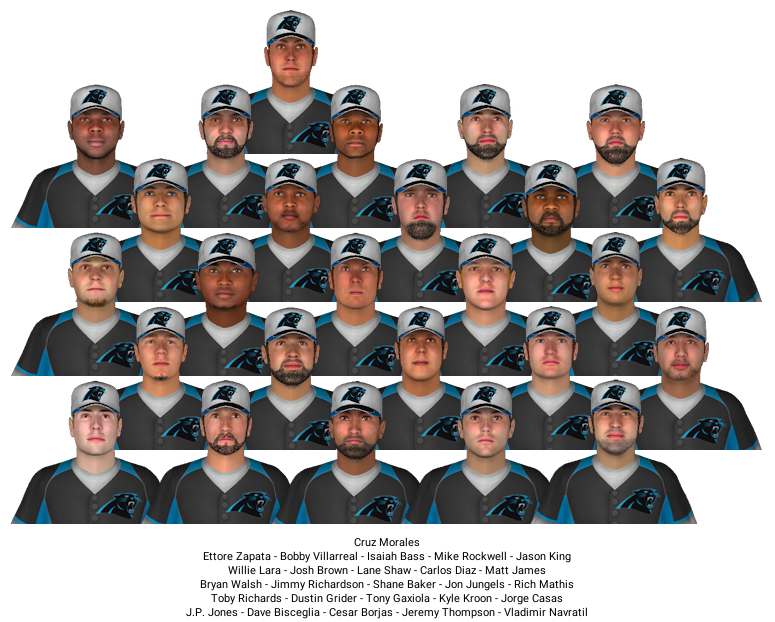 Cruz Morales
Ettore Zapata - Bobby Villarreal - Isaiah Bass - Mike Rockwell - Jason King
Willie Lara - Josh Brown - Lane Shaw - Carlos Diaz - Matt James
Bryan Walsh - Jimmy Richardson - Shane Baker - Jon Jungels - Rich Mathis
Toby Richards - Dustin Grider - Tony Gaxiola - Kyle Kroon - Jorge Casas
J.P. Jones - Dave Bisceglia - Cesar Borjas - Jeremy Thompson - Vladimir Navratil